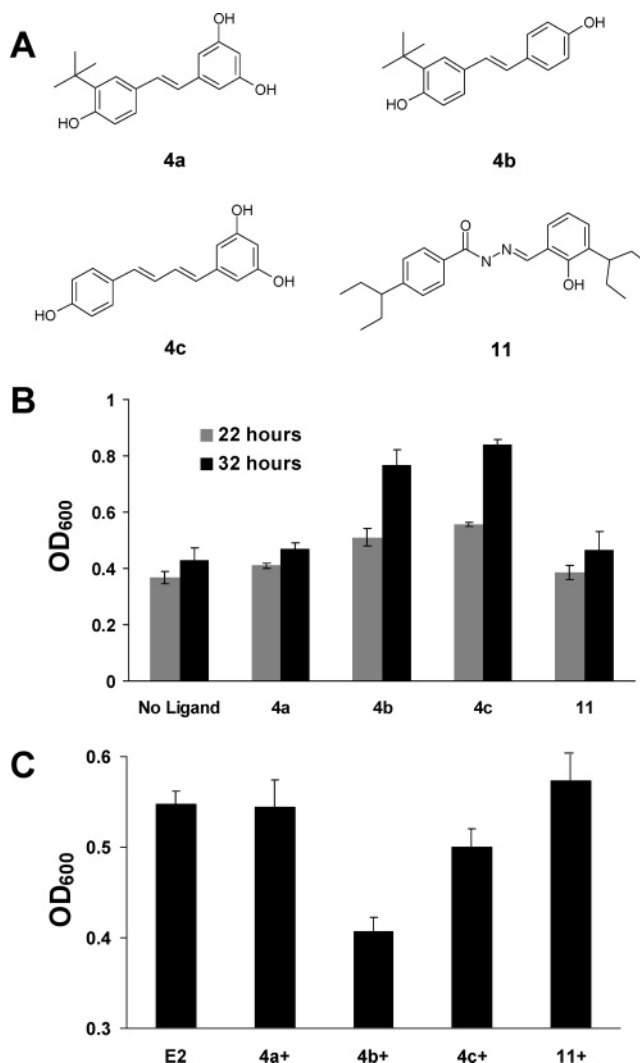 A
OH
OH
HO
4a
OH
HO
4b
OH
OH
HO
4c
O
N
N
OH
11
B
1
0.8
0.6
0.4
0.2
0
OD600
22 hours
32 hours
No Ligand 4a 4b 4c 11
C
0.6
0.5
0.4
0.3
OD600
E2 4a+ 4b+ 4c+ 11+